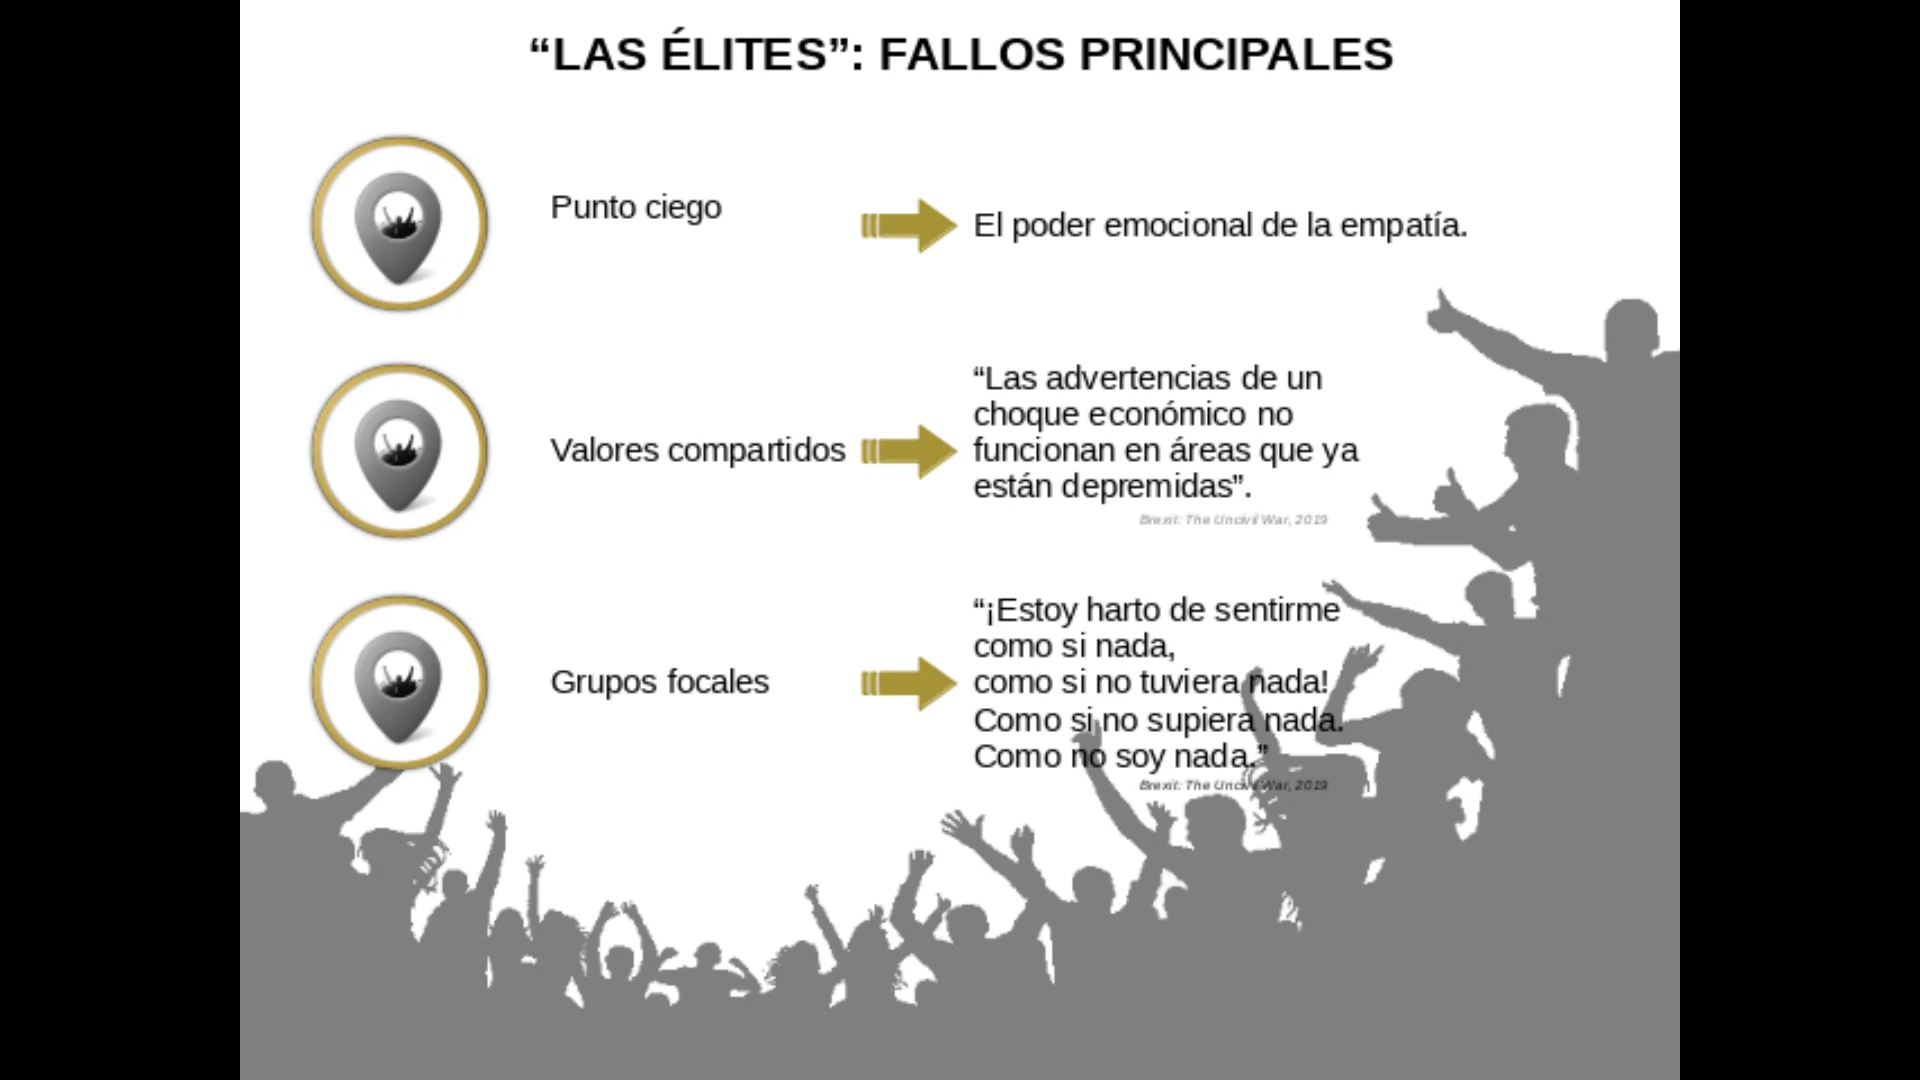 “LAS ÉLITES”: FALLOS PRINCIPALES
Punto ciego
El poder emocional de la empatía.
Valores compartidos
“Las advertencias de un
choque económico no
funcionan en áreas que ya
están depremidas”.
Brexit: The Uncivil War, 2019
Grupos focales
“¡Estoy harto de sentirme
como si nada,
como si no tuviera nada!
Como si no supiera nada.
Como no soy nada.”
Brexit: The Uncivil War, 2019